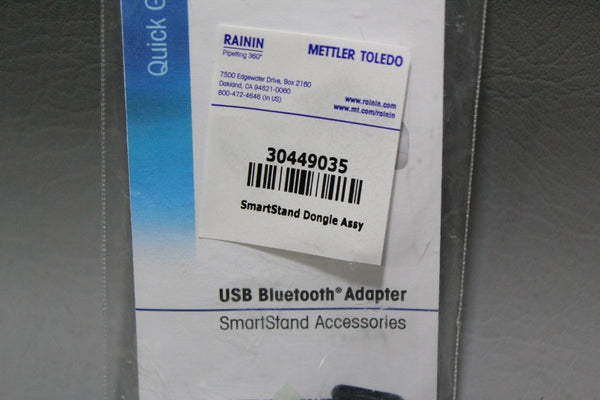 Quick G
RAININ
Pipetting 360°
METTLER TOLEDO
7500 Edgewater Drive, Box 2160
Oakland, CA 94621-0060
800-472-4646 (in US)
www.rainin.com
www.mt.com/rainin
30449035
SmartStand Dongle Assy
USB Bluetooth® Adapter
SmartStand Accessories